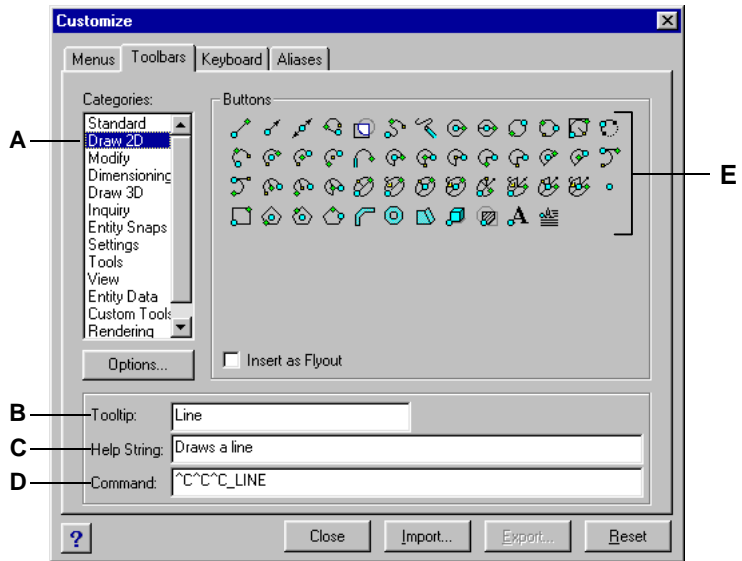 Customize
Menus Toolbars Keyboard Aliases
Categories:
Buttons
Standard
A
Draw 2D
Modify
Dimensioning
Draw 3D
E
Inquiry
Entity Snaps
Settings
Tools
View
Entity Data
Custom Tools
Rendering
Options...
Insert as Flyout
B
Tooltip:
Line
C
Help String:
Draws a line
D
Command:
^C^C^C_LINE
?
Close
Import...
Export...
Reset